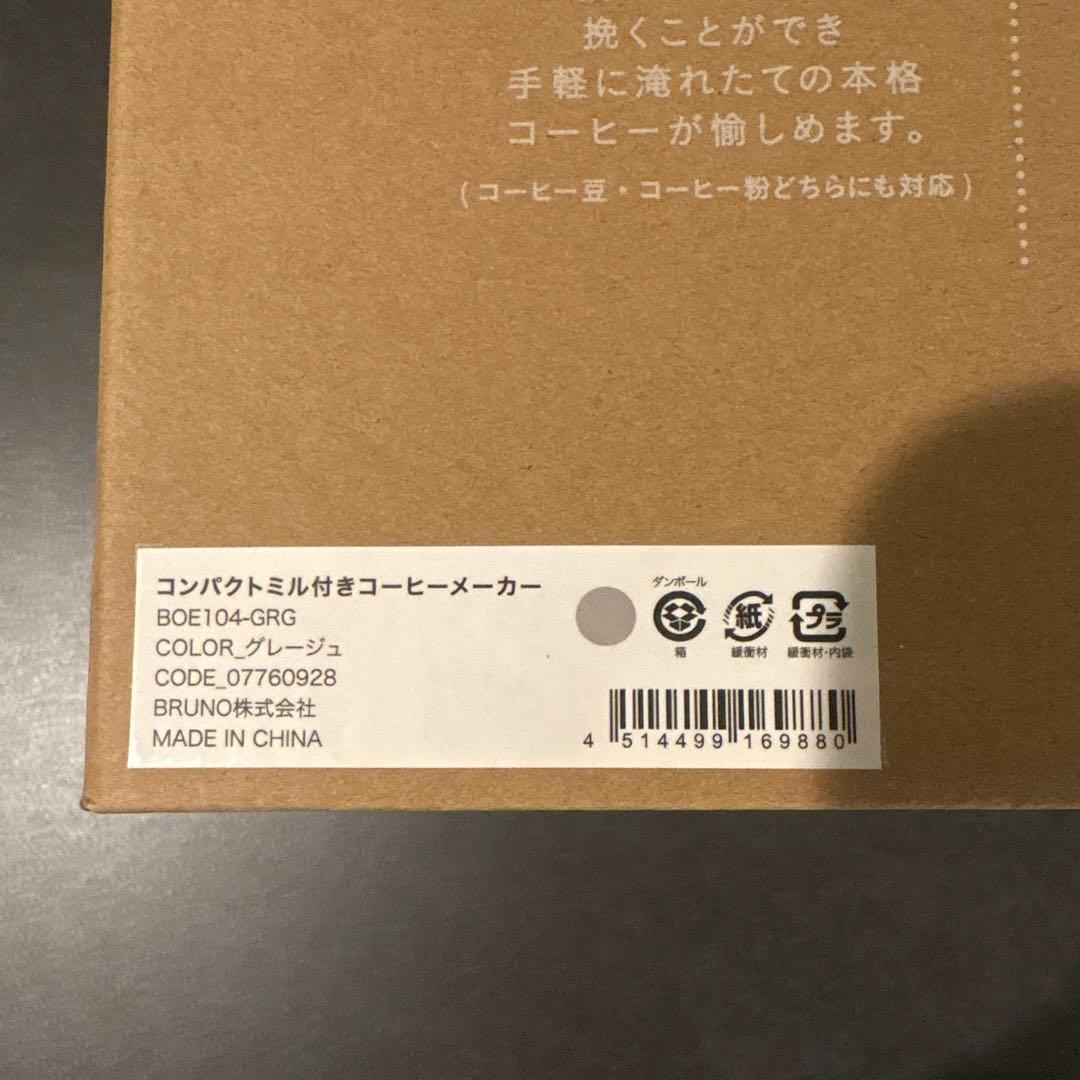 挽くことができ
手軽に淹れたての本格
コーヒーが愉しめます。
(コーヒー豆・コーヒー粉どちらにも対応)
コンパクトミル付きコーヒーメーカー
BOE104-GRG
COLOR_グレージュ
CODE_07760928
BRUNO株式会社
MADE IN CHINA
ダンボール
箱
紙
緩衝材
プラ
緩衝材・内袋
4 514499 169880